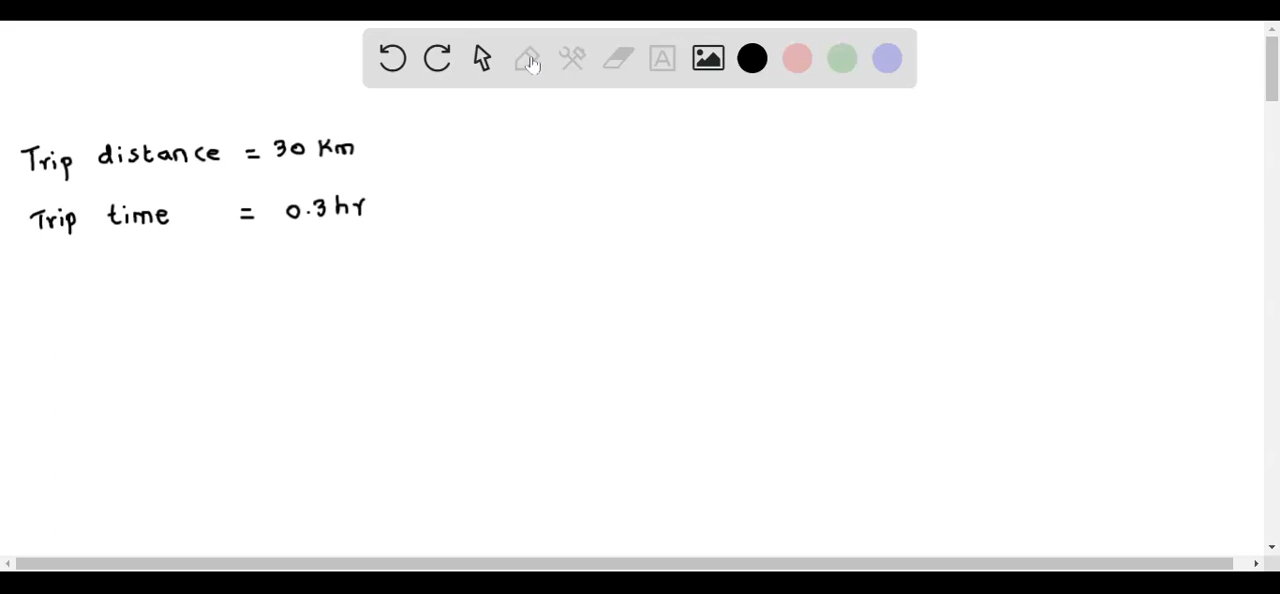 Trip distance = 30 Km
Trip time = 0.3 hr